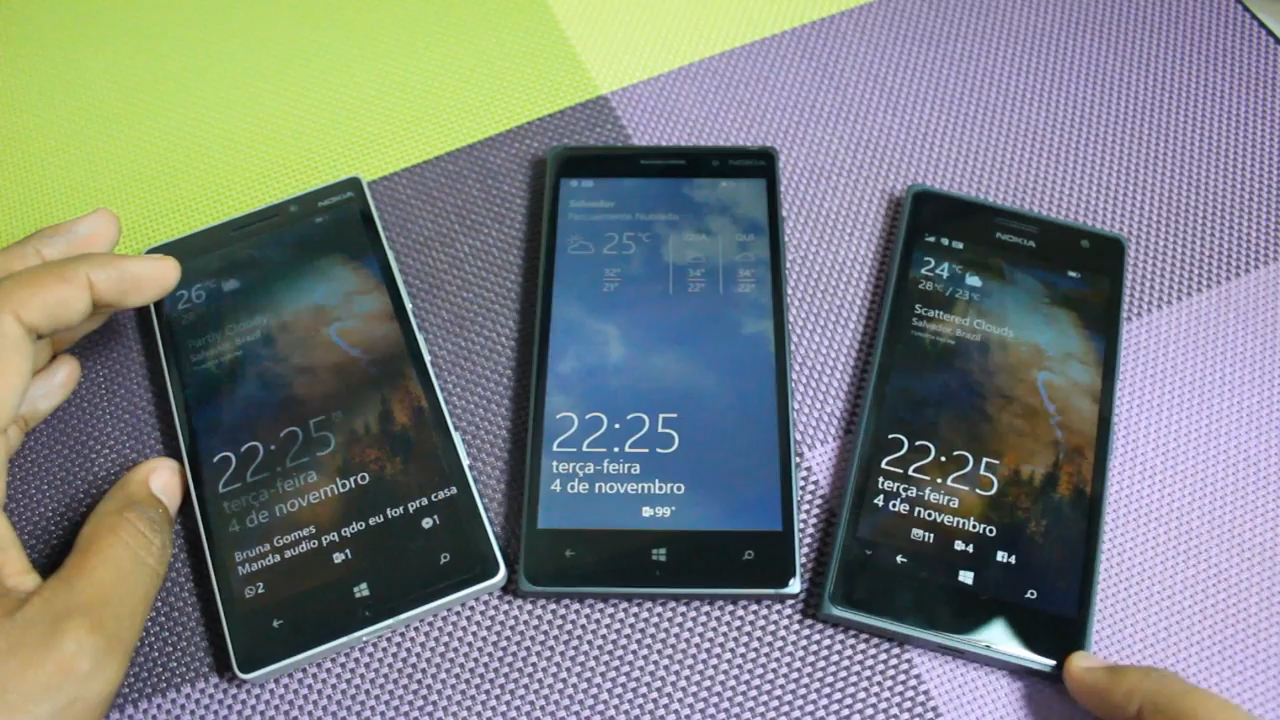 NOKIA
26°C
Partly Cloudy
Salvador, Brazil
22:25
terça-feira
4 de novembro
Bruna Gomes
Manda audio pq qdo eu for pra casa
1
1
2
NOKIA
Salvador
Parcialmente Nublado
25°C
32°
21°
QUI
34°
22°
34°
22°
22:25
terça-feira
4 de novembro
99+
NOKIA
24°C
28°C / 23°C
Scattered Clouds
Salvador, Brazil
22:25
terça-feira
4 de novembro
11
4
4